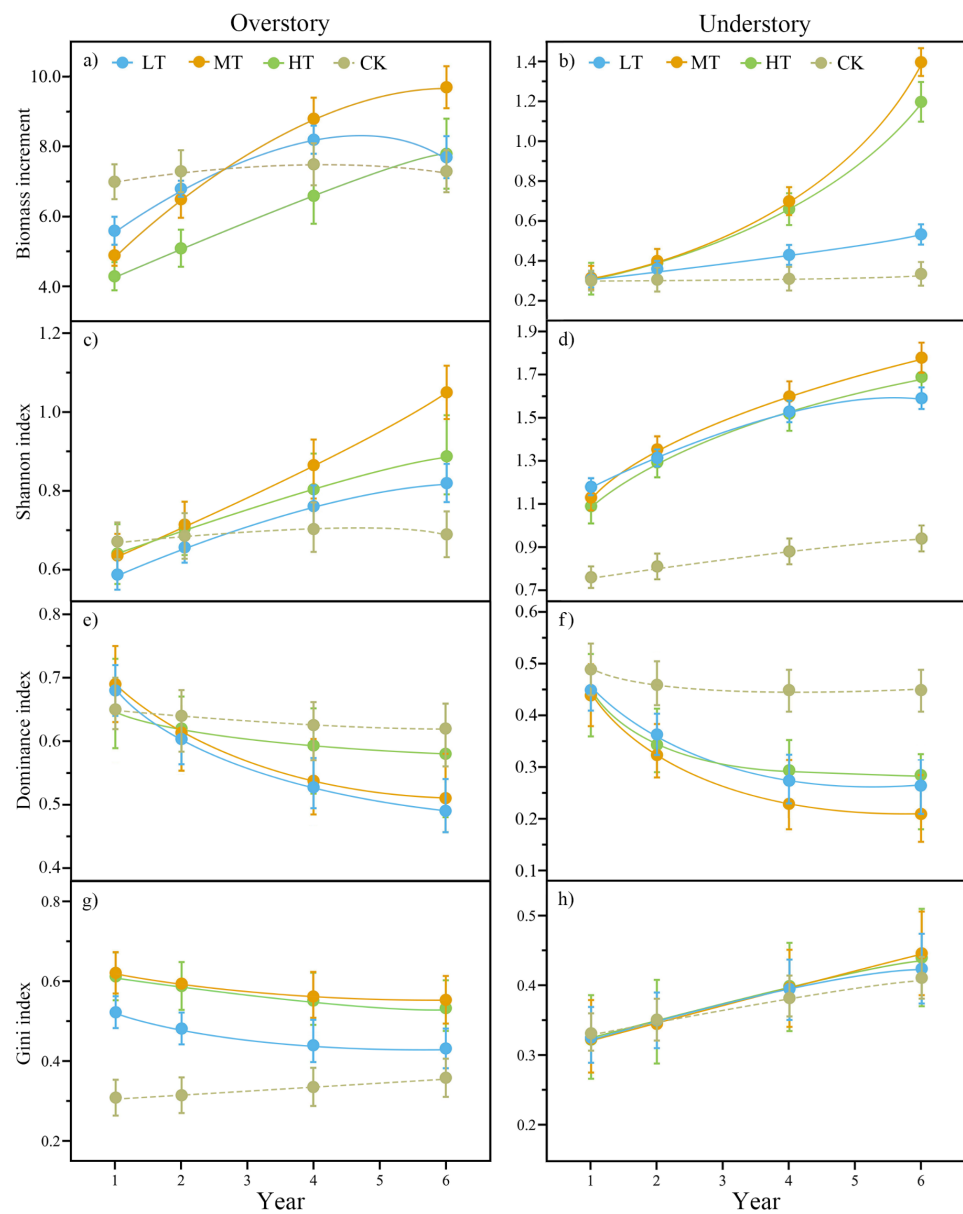 Overstory
Understory
a) LT MT HT CK
b) LT MT HT CK
Biomass increment
10.0
8.0
6.0
4.0
1.4
1.2
1.0
0.8
0.6
0.4
0.2
c)
d)
Shannon index
1.2
1.0
0.8
0.6
1.9
1.7
1.5
1.3
1.1
0.9
0.7
e)
f)
Dominance index
0.8
0.7
0.6
0.5
0.4
0.6
0.5
0.4
0.3
0.2
0.1
g)
h)
Gini index
0.8
0.6
0.4
0.2
0.5
0.4
0.3
0.2
1 2 3 4 5 6
1 2 3 4 5 6
Year
Year